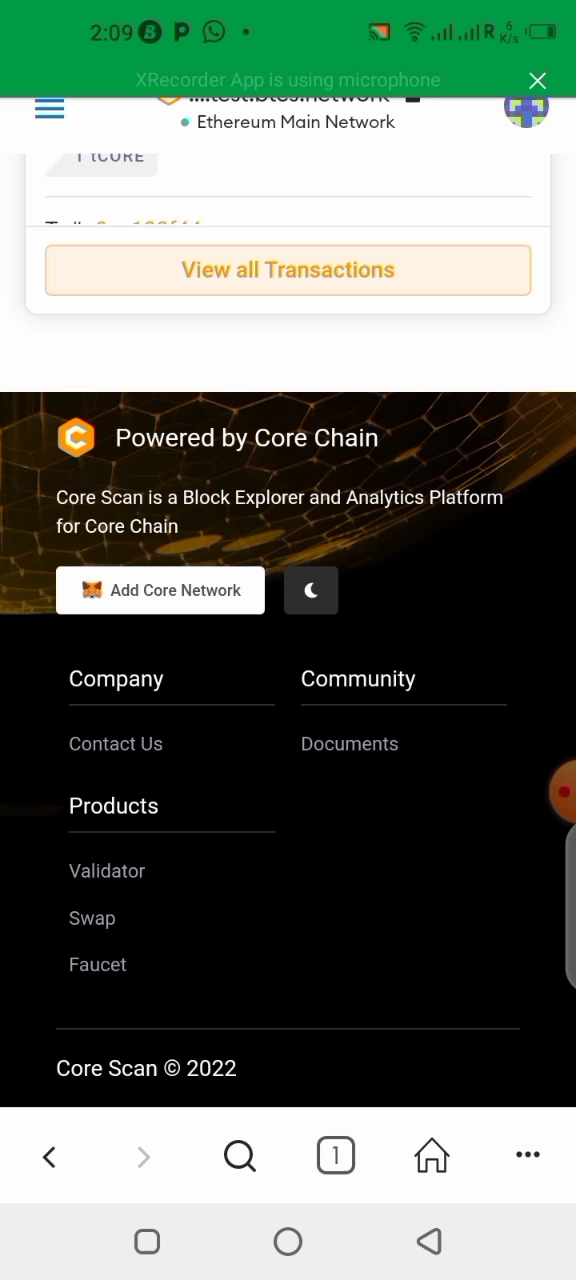 2:09
R 6 K/s
XRecorder App is using microphone
Ethereum Main Network
1 tCORE
View all Transactions
Powered by Core Chain
Core Scan is a Block Explorer and Analytics Platform
for Core Chain
Add Core Network
Company
Community
Contact Us
Documents
Products
Validator
Swap
Faucet
Core Scan © 2022
1